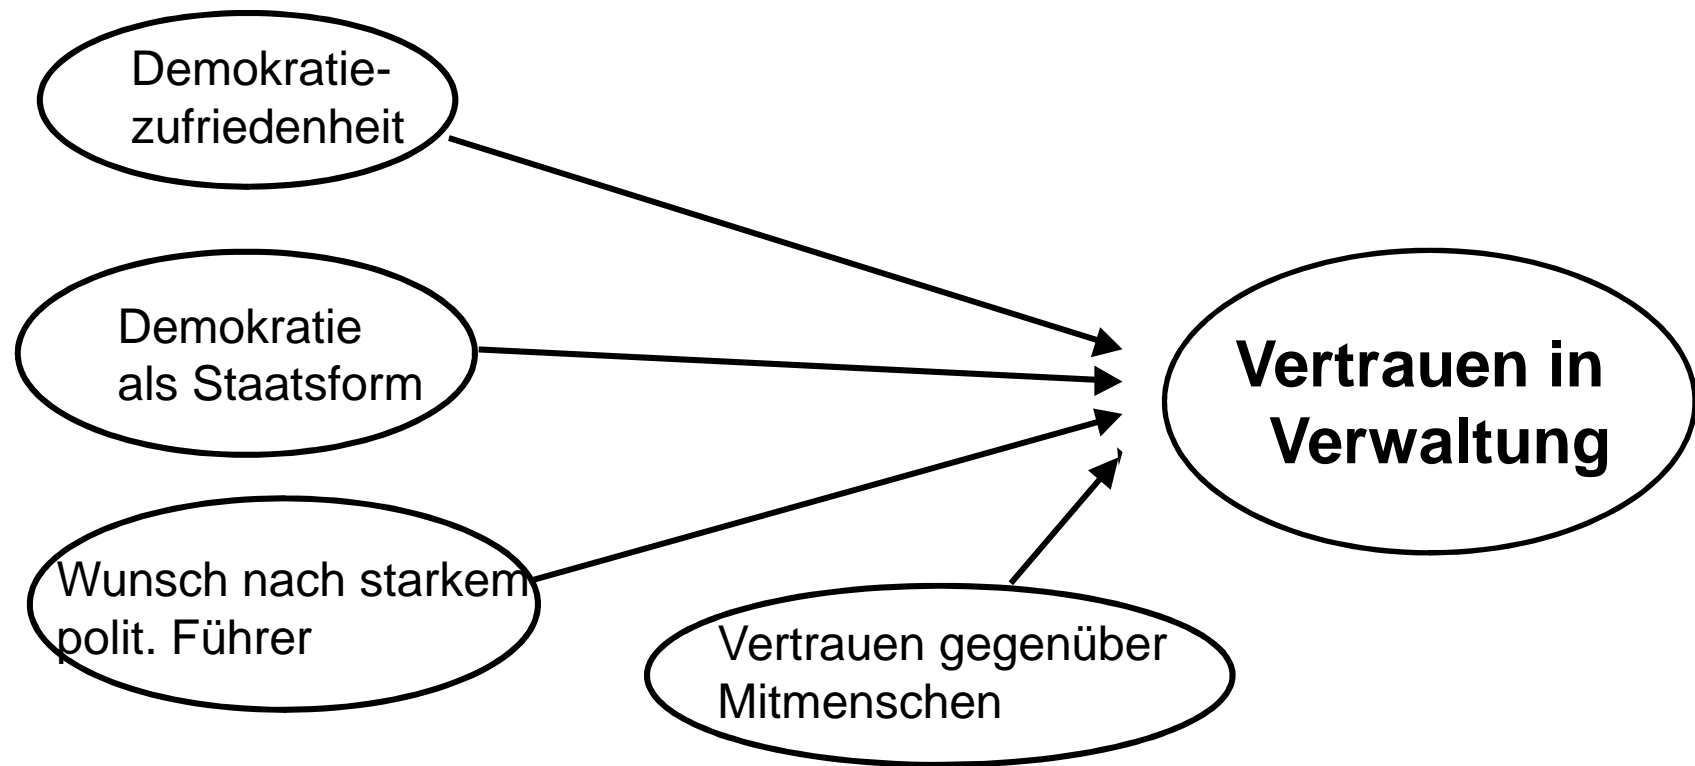 Demokratie-
zufriedenheit
Demokratie
als Staatsform
Wunsch nach starkem
polit. Führer
Vertrauen gegenüber
Mitmenschen
Vertrauen in
Verwaltung